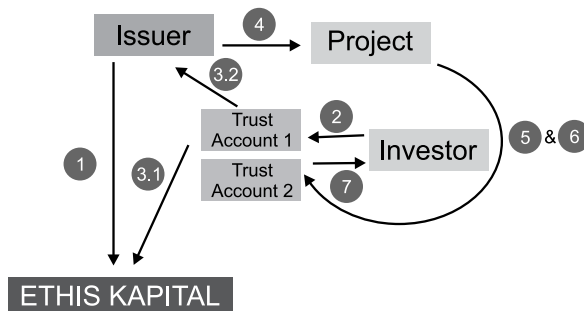 Issuer
4
Project
3.2
Trust
Account 1
2
Investor
5 & 6
1
3.1
Trust
Account 2
7
ETHIS KAPITAL